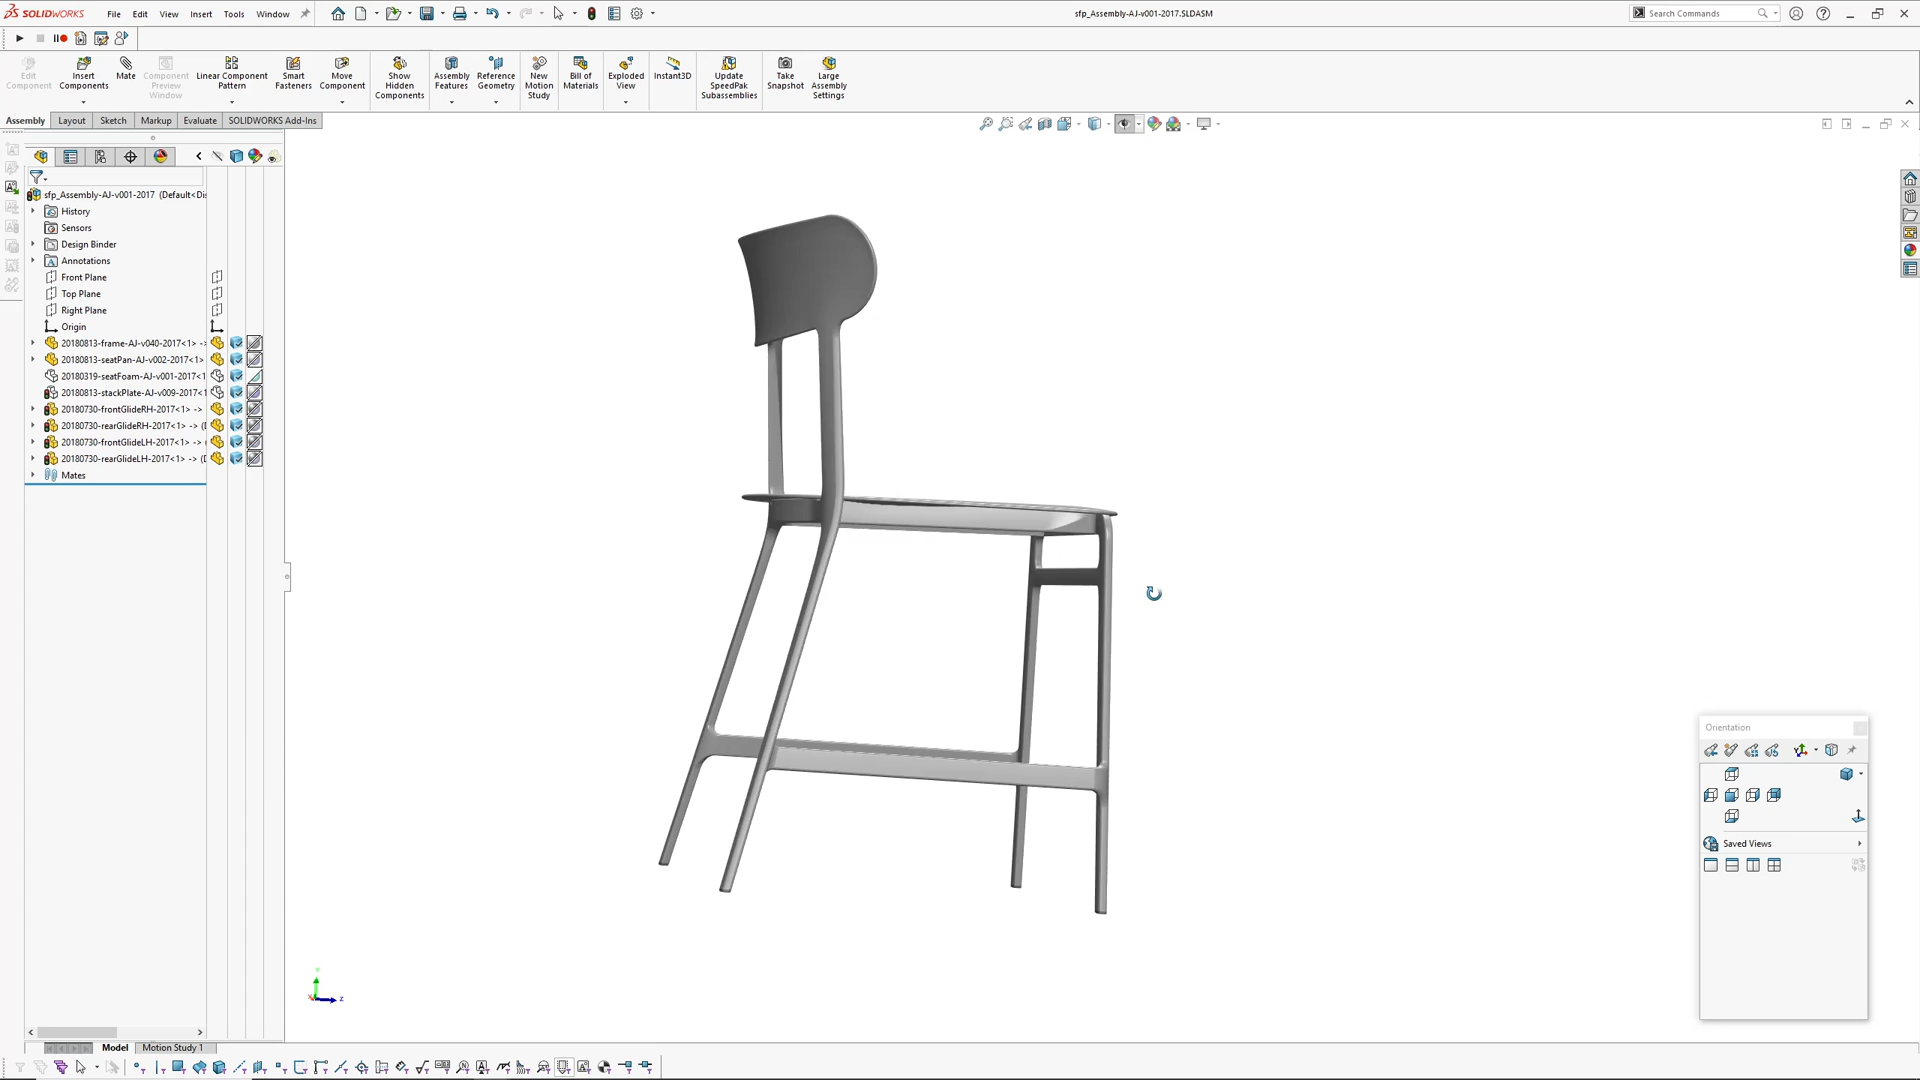 SOLIDWORKS File Edit View Insert Tools Window sfp_Assembly-AJ-v001-2017.SLDASM Search Commands
Edit Component
Insert Components
Mate
Component Preview Window
Linear Component Pattern
Smart Fasteners
Move Component
Show Hidden Components
Assembly Features
Reference Geometry
New Motion Study
Bill of Materials
Exploded View
Instant3D
Update SpeedPak Subassemblies
Take Snapshot
Large Assembly Settings
Assembly Layout Sketch Markup Evaluate SOLIDWORKS Add-Ins
sfp_Assembly-AJ-v001-2017 (Default<Di
History
Sensors
Design Binder
Annotations
Front Plane
Top Plane
Right Plane
Origin
20180813-frame-AJ-v040-2017<1> ->
20180813-seatPan-AJ-v002-2017<1>
20180319-seatFoam-AJ-v001-2017<1
20180813-stackPlate-AJ-v009-2017<1
20180730-frontGlideRH-2017<1> ->
20180730-rearGlideRH-2017<1> -> (D
20180730-frontGlideLH-2017<1> -> (
20180730-rearGlideLH-2017<1> -> (D
Mates
Orientation
Saved Views
z
Model Motion Study 1